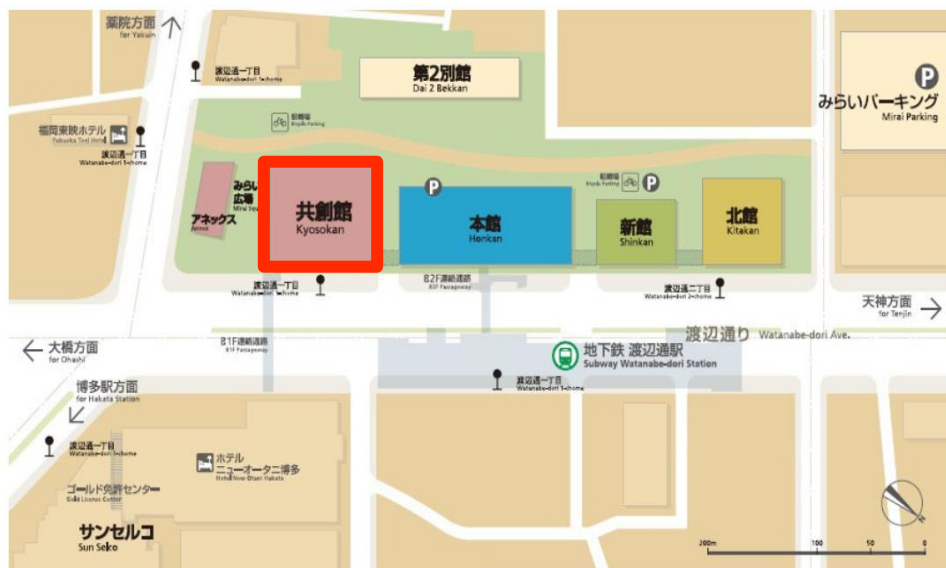 薬院方面
for Yakuin
渡辺通一丁目
Watanabe-dori 1-chome
第2別館
Dai 2 Bekkan
P
みらいパーキング
Mirai Parking
駐輪場
Bicycle Parking
福岡東映ホテル
Fukuoka Toei Hotel
渡辺通一丁目
Watanabe-dori 1-chome
みらい
広場
アネックス
Annex
共創館
Kyosokan
P
本館
Honkan
駐輪場
Bicycle Parking
P
新館
Shinkan
北館
Kitakan
渡辺通一丁目
Watanabe-dori 1-chome
B2F連絡通路
B2F Passageway
渡辺通二丁目
Watanabe-dori 2-chome
天神方面
for Tenjin
渡辺通り Watanabe-dori Ave.
大橋方面
for Ohashi
B1F連絡通路
B1F Passageway
地下鉄 渡辺通駅
Subway Watanabe-dori Station
博多駅方面
for Hakata Station
渡辺通一丁目
Watanabe-dori 1-chome
渡辺通一丁目
Watanabe-dori 1-chome
ホテル
ニューオータニ博多
Hotel New Otani Hakata
ゴールド免許センター
Gold License Center
サンセルコ
Sun Selco
N
200m 100 50 0